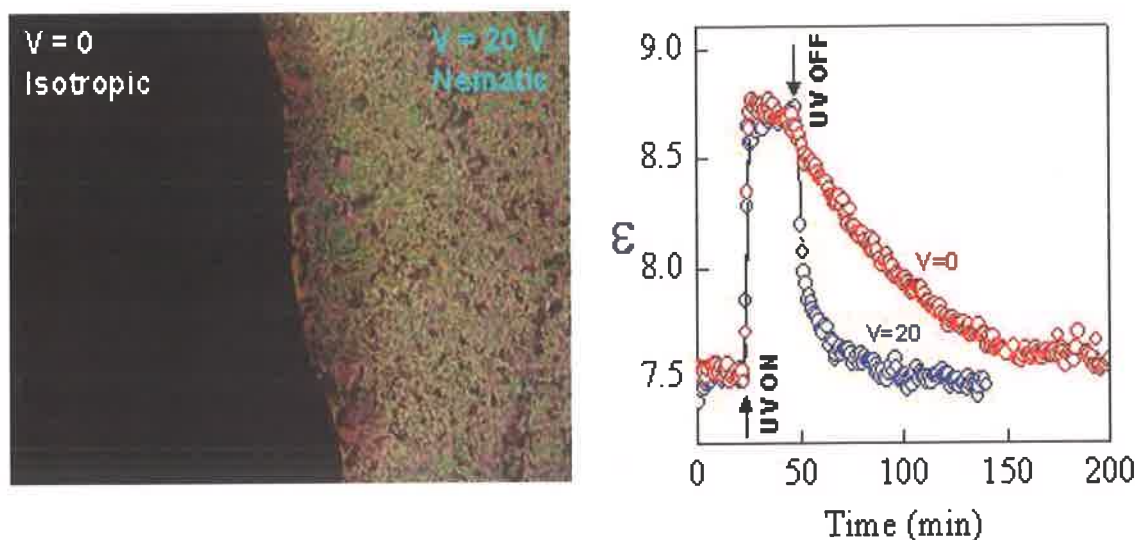 V = 0
Isotropic
V = 20 V
Nematic
9.0
8.5
8.0
7.5
ε
UV ON
UV OFF
V=0
V=20
0
50
100
150
200
Time (min)